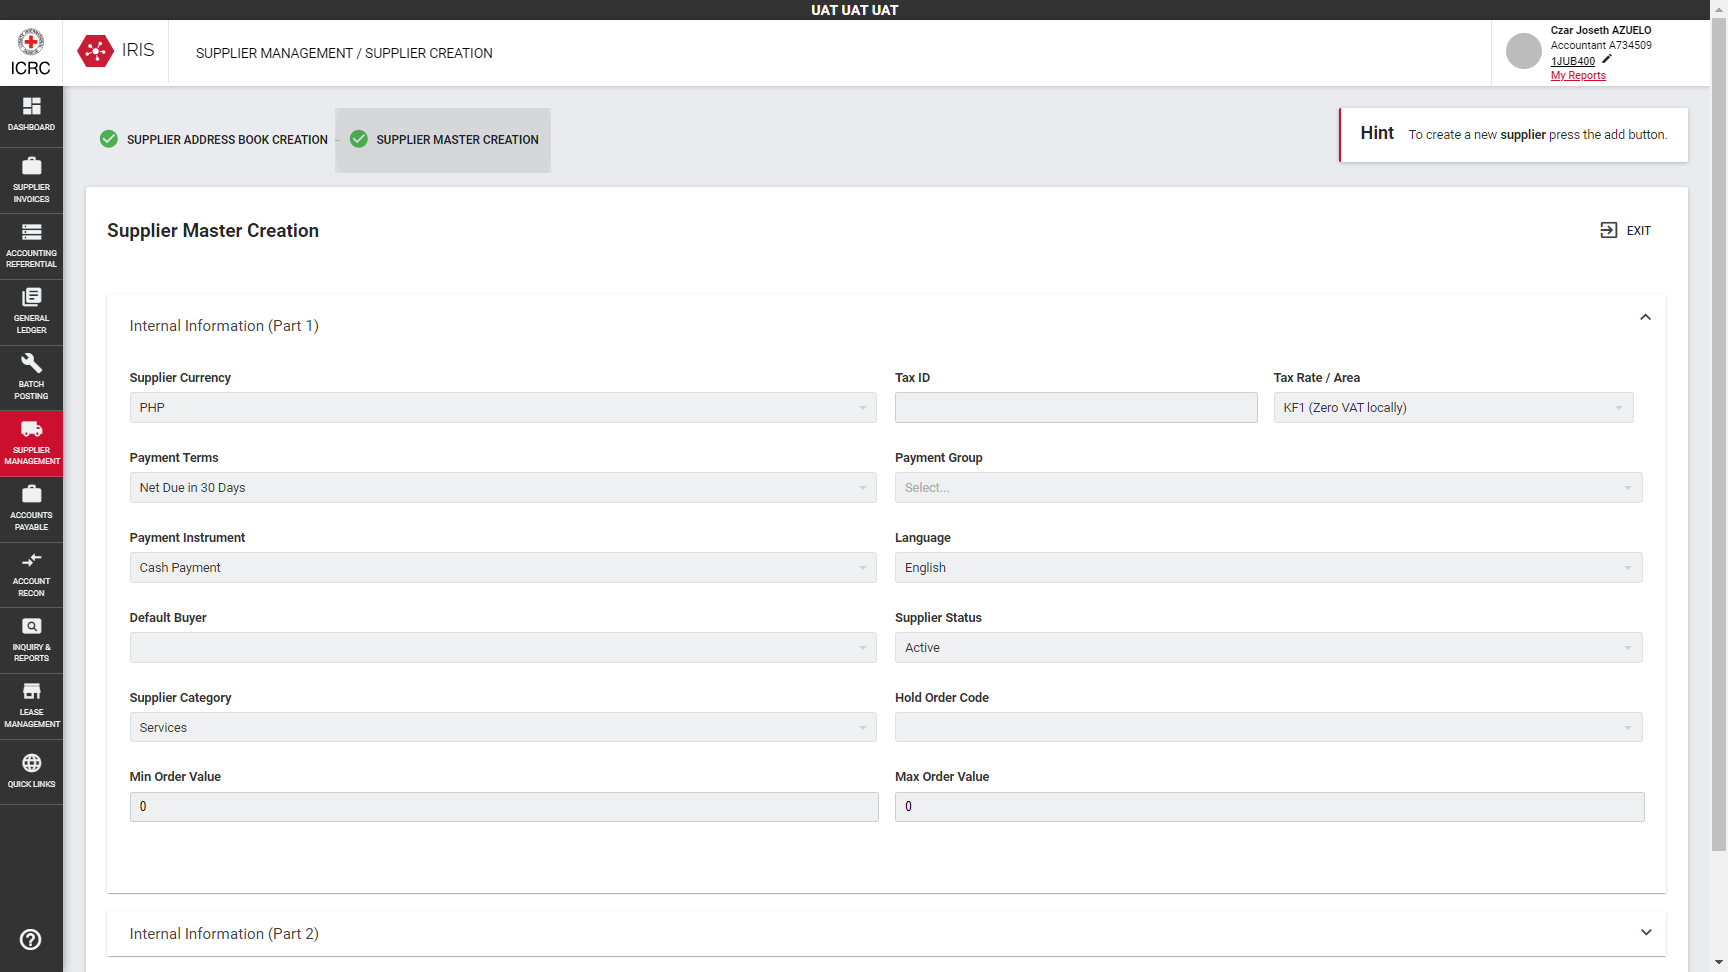 UAT UAT UAT
ICRC
IRIS
SUPPLIER MANAGEMENT / SUPPLIER CREATION
Czar Joseth AZUELO
Accountant A734509
1JUB400
My Reports
DASHBOARD
SUPPLIER
INVOICES
ACCOUNTING
REFERENTIAL
GENERAL
LEDGER
BATCH
POSTING
SUPPLIER
MANAGEMENT
ACCOUNTS
PAYABLE
ACCOUNT
RECON
INQUIRY &
REPORTS
LEASE
MANAGEMENT
QUICK LINKS
SUPPLIER ADDRESS BOOK CREATION
SUPPLIER MASTER CREATION
Hint To create a new supplier press the add button.
Supplier Master Creation
EXIT
Internal Information (Part 1)
Supplier Currency
PHP
Tax ID
Tax Rate / Area
KF1 (Zero VAT locally)
Payment Terms
Net Due in 30 Days
Payment Group
Select...
Payment Instrument
Cash Payment
Language
English
Default Buyer
Supplier Status
Active
Supplier Category
Services
Hold Order Code
Min Order Value
0
Max Order Value
0
Internal Information (Part 2)